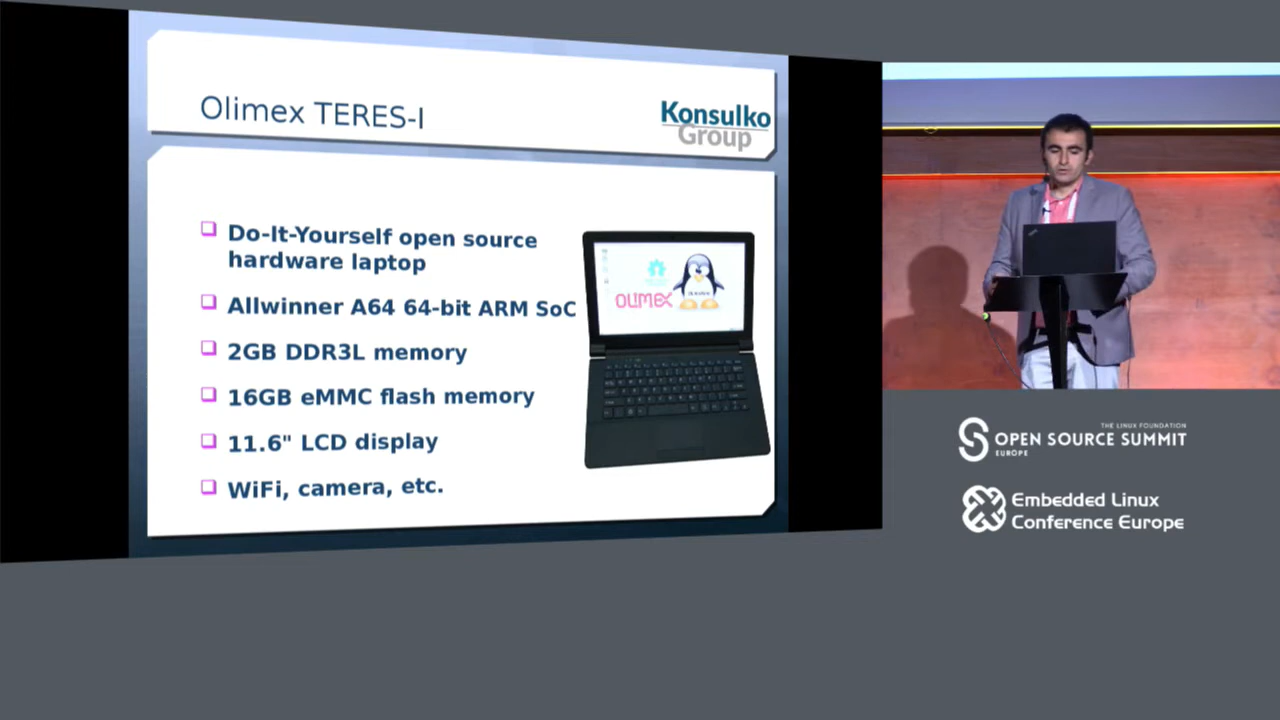 Olimex TERES-I
Konsulko
Group
Do-It-Yourself open source
hardware laptop
Allwinner A64 64-bit ARM SoC
2GB DDR3L memory
16GB eMMC flash memory
11.6" LCD display
WiFi, camera, etc.
OLIMEX
THE LINUX FOUNDATION
OPEN SOURCE SUMMIT
EUROPE
Embedded Linux
Conference Europe